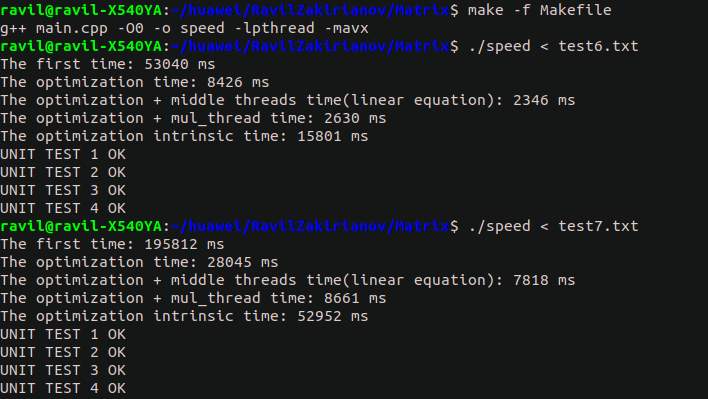 ravil@ravil-X540YA:~/huawei/RavilZakirianov/Matrix$ make -f Makefile
g++ main.cpp -O0 -o speed -lpthread -mavx
ravil@ravil-X540YA:~/huawei/RavilZakirianov/Matrix$ ./speed < test6.txt
The first time: 53040 ms
The optimization time: 8426 ms
The optimization + middle threads time(linear equation): 2346 ms
The optimization + mul_thread time: 2630 ms
The optimization intrinsic time: 15801 ms
UNIT TEST 1 OK
UNIT TEST 2 OK
UNIT TEST 3 OK
UNIT TEST 4 OK
ravil@ravil-X540YA:~/huawei/RavilZakirianov/Matrix$ ./speed < test7.txt
The first time: 195812 ms
The optimization time: 28045 ms
The optimization + middle threads time(linear equation): 7818 ms
The optimization + mul_thread time: 8661 ms
The optimization intrinsic time: 52952 ms
UNIT TEST 1 OK
UNIT TEST 2 OK
UNIT TEST 3 OK
UNIT TEST 4 OK